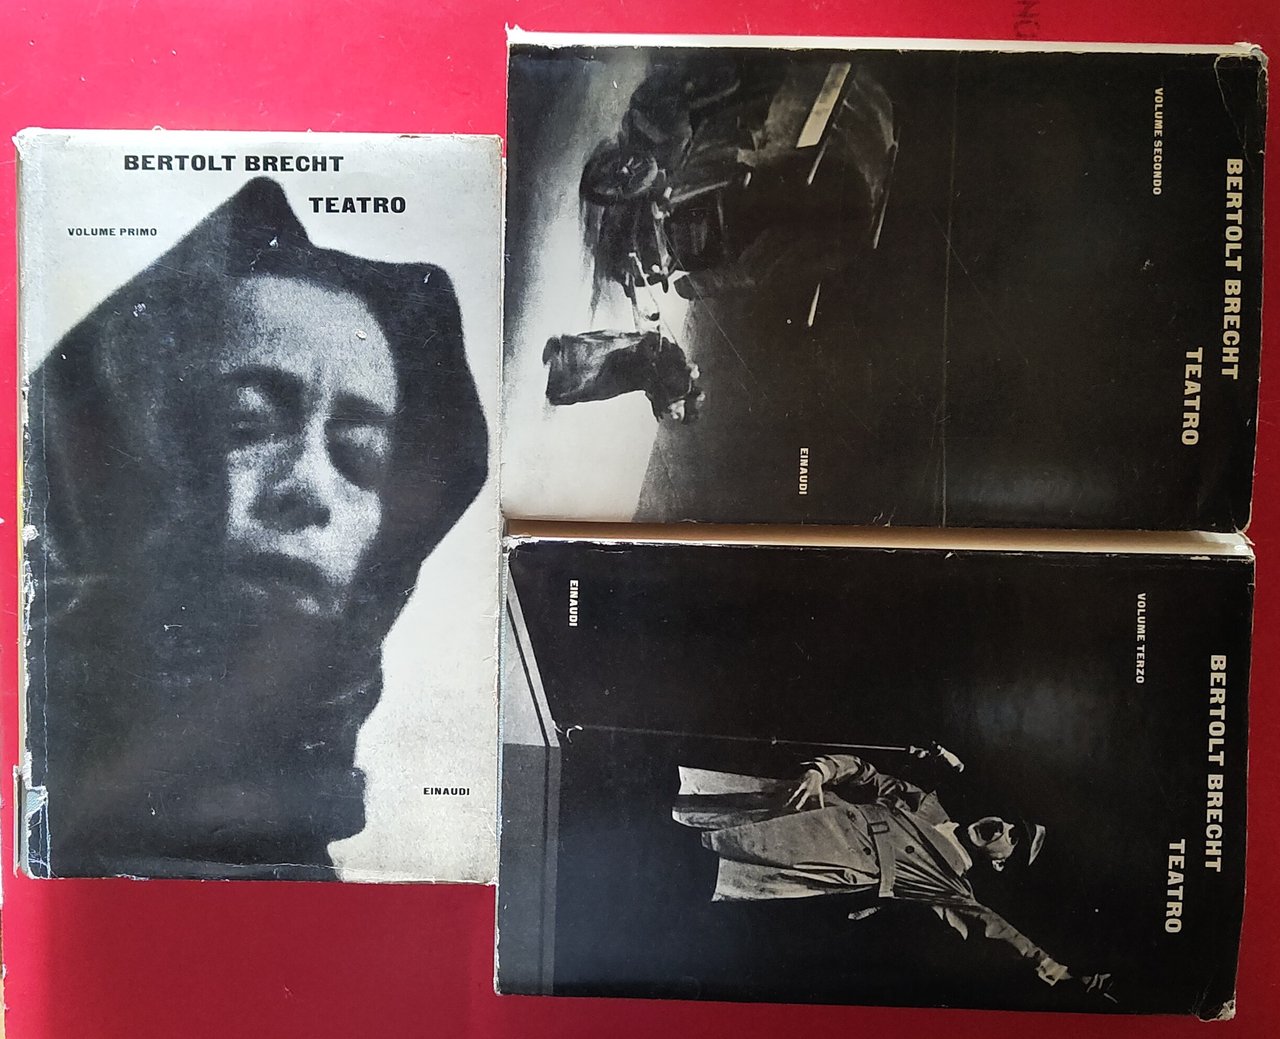 BERTOLT BRECHT
TEATRO
VOLUME PRIMO
EINAUDI
BERTOLT BRECHT
TEATRO
VOLUME SECONDO
EINAUDI
BERTOLT BRECHT
TEATRO
VOLUME TERZO
EINAUDI